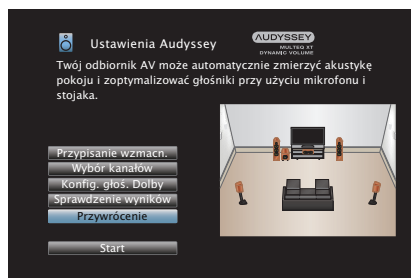 Ustawienia Audyssey
AUDYSSEY
MULTEQ XT
DYNAMIC VOLUME
Twój odbiornik AV może automatycznie zmierzyć akustykę
pokoju i zoptymalizować głośniki przy użyciu mikrofonu i
stojaka.
Przypisanie wzmacn.
Wybór kanałów
Konfig. głoś. Dolby
Sprawdzenie wyników
Przywrócenie
Start